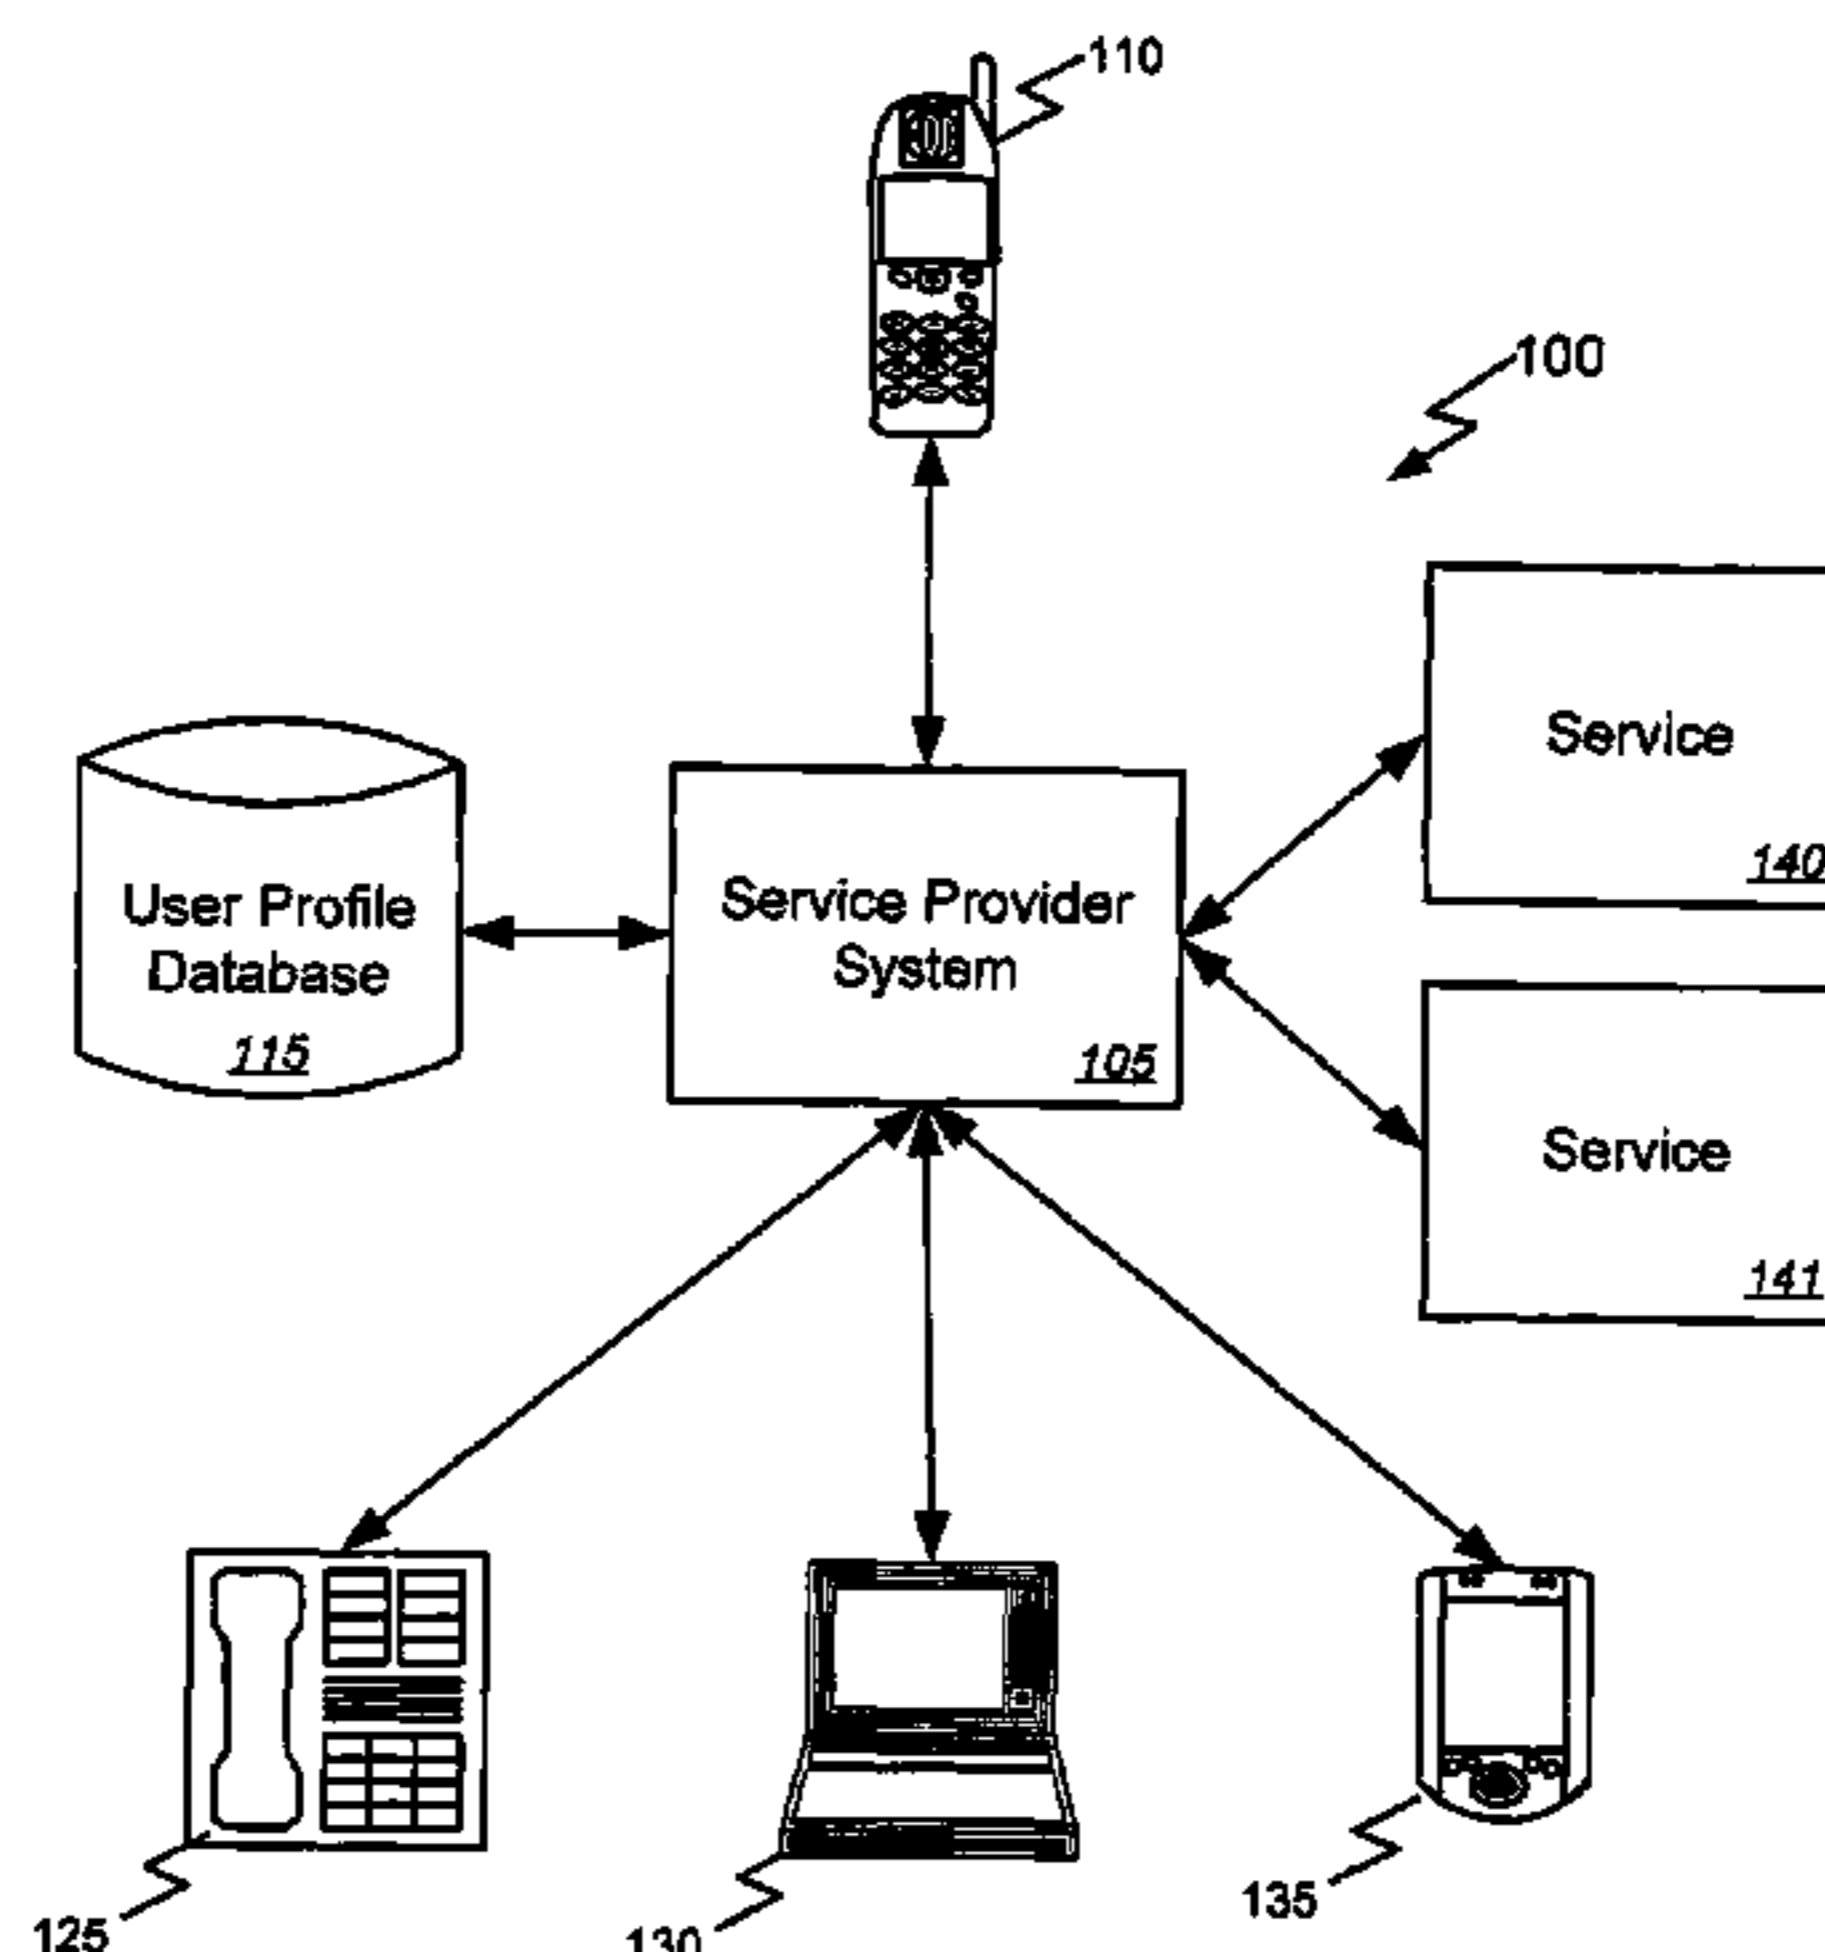 110
100
Service
140
User Profile
Database
115
Service Provider
System
105
Service
141
125
130
135